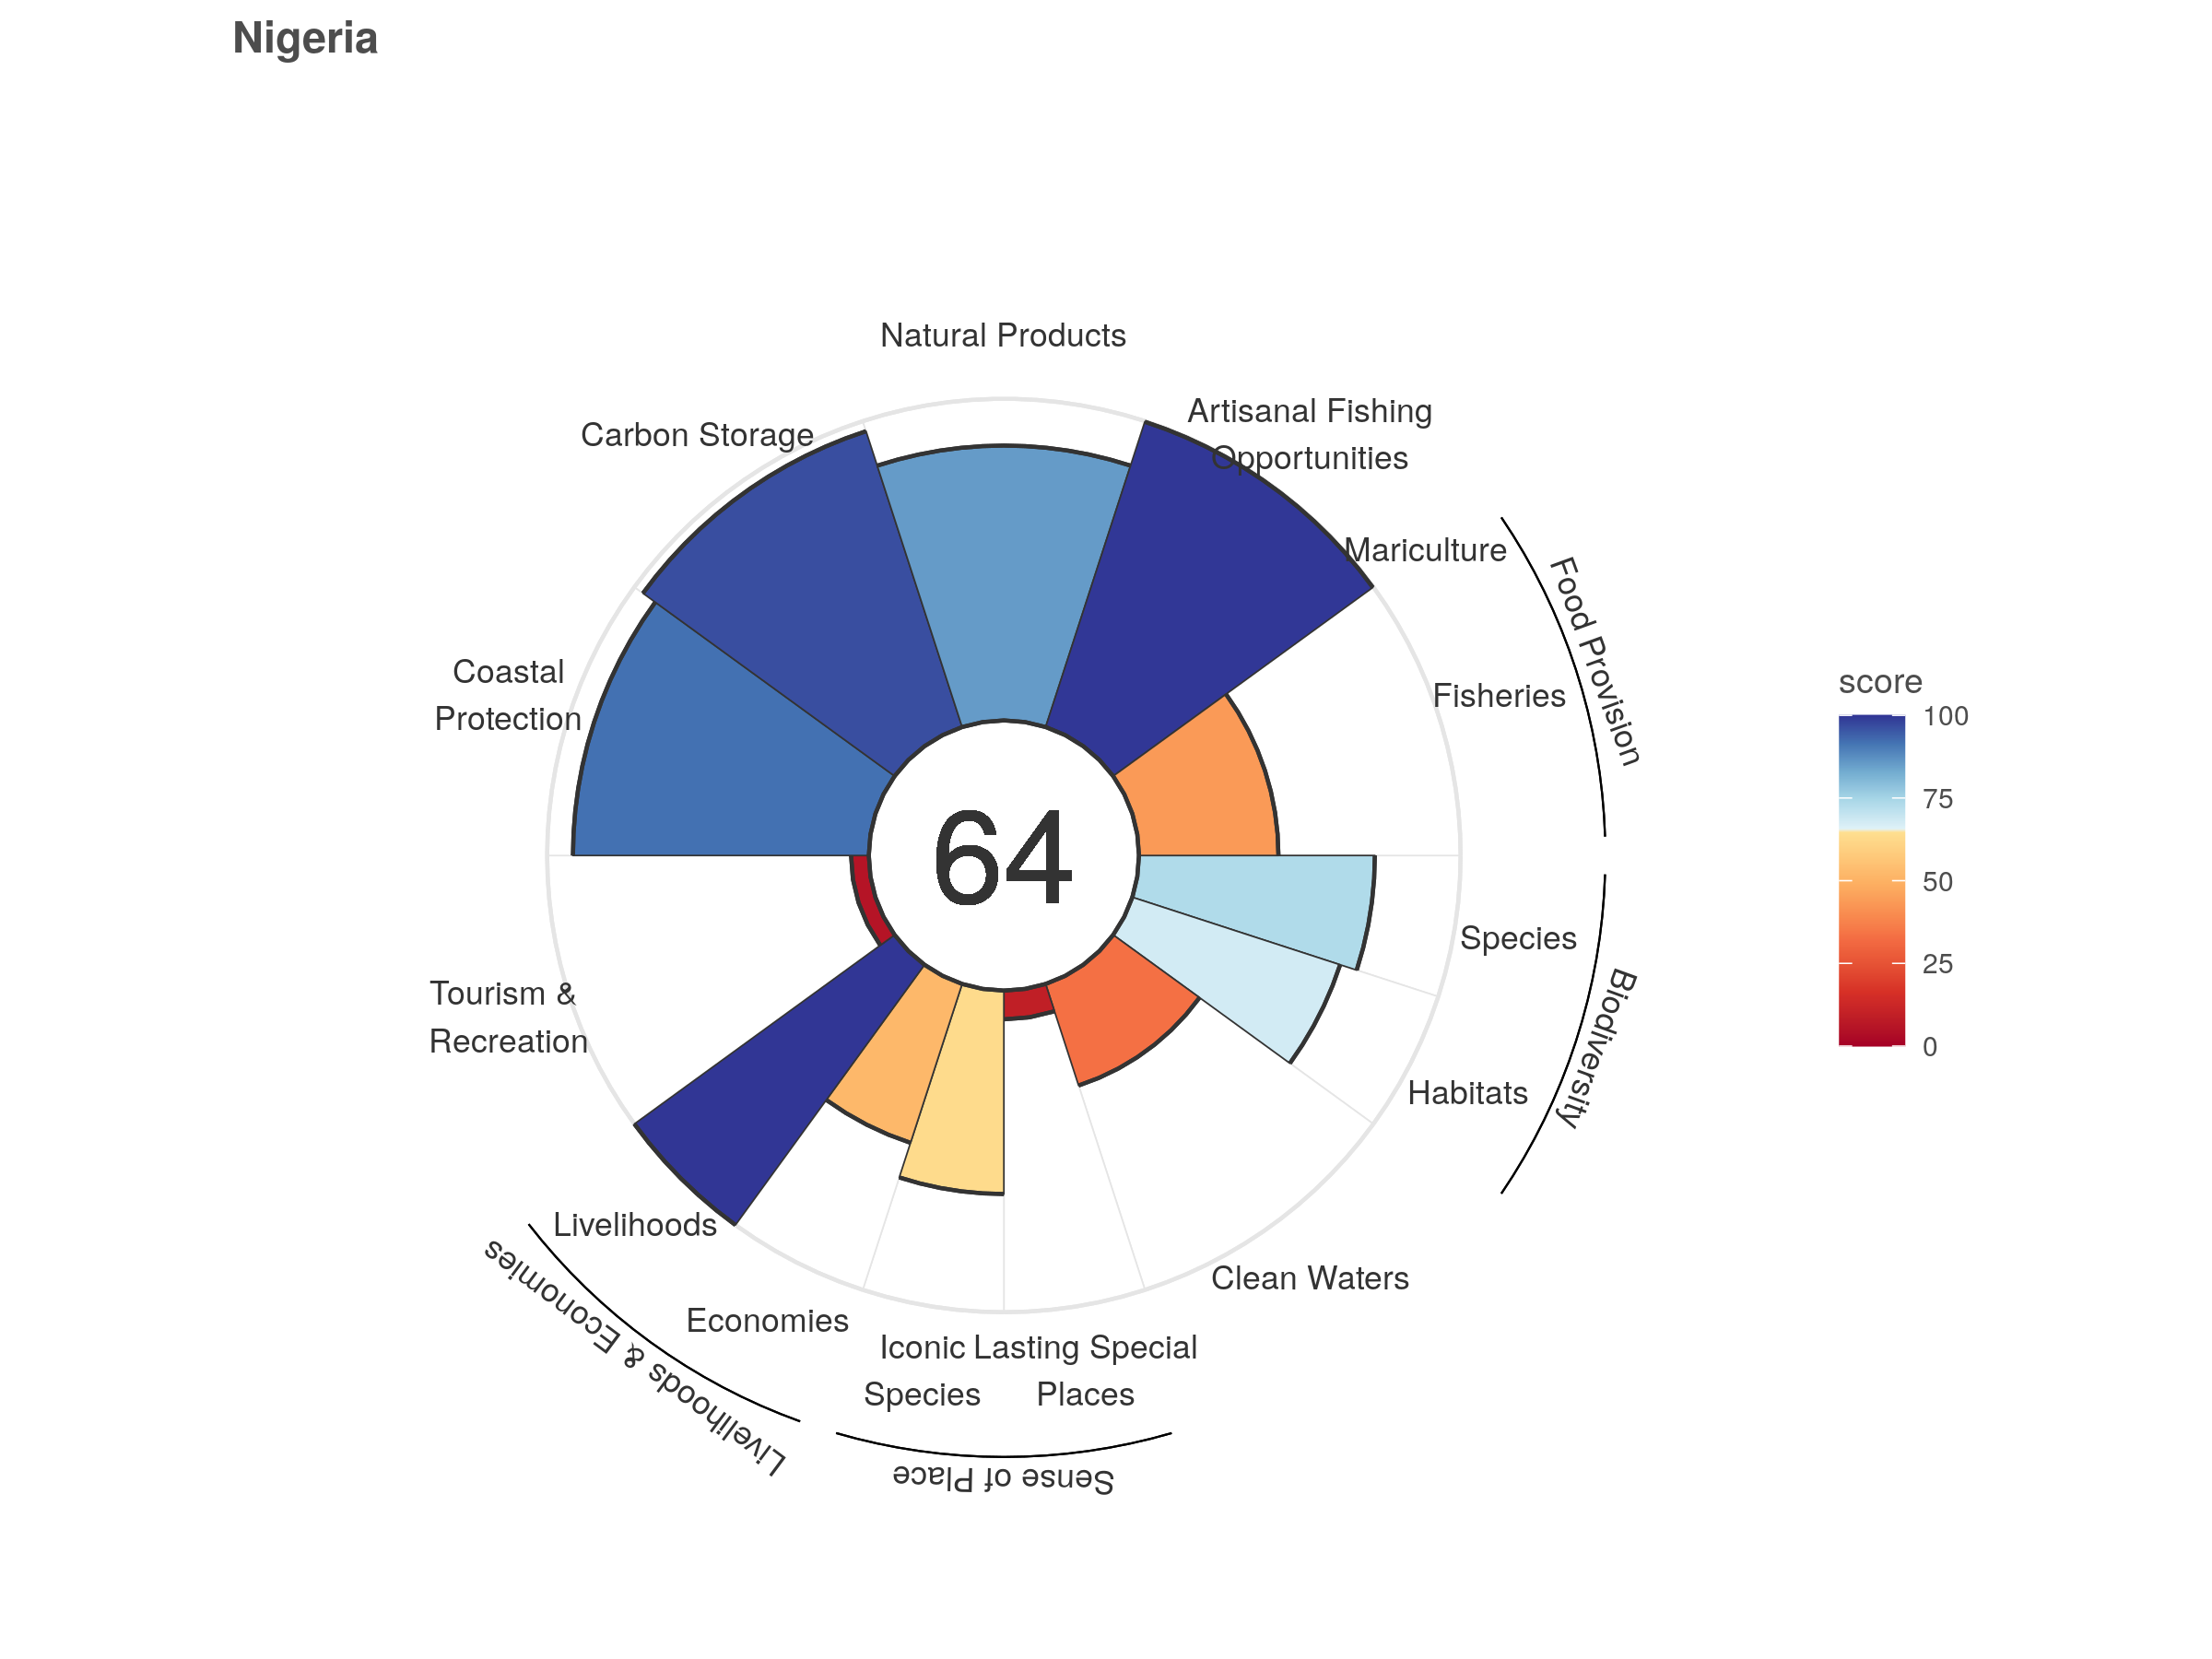 Nigeria
Natural Products
Artisanal Fishing
Opportunities
Carbon Storage
Mariculture
Food Provision
Fisheries
Coastal
Protection
score
100
75
50
25
0
64
Species
Biodiversity
Habitats
Tourism &
Recreation
Livelihoods
Livelihoods & Economies
Economies
Clean Waters
Iconic
Species
Lasting Special
Places
Sense of Place